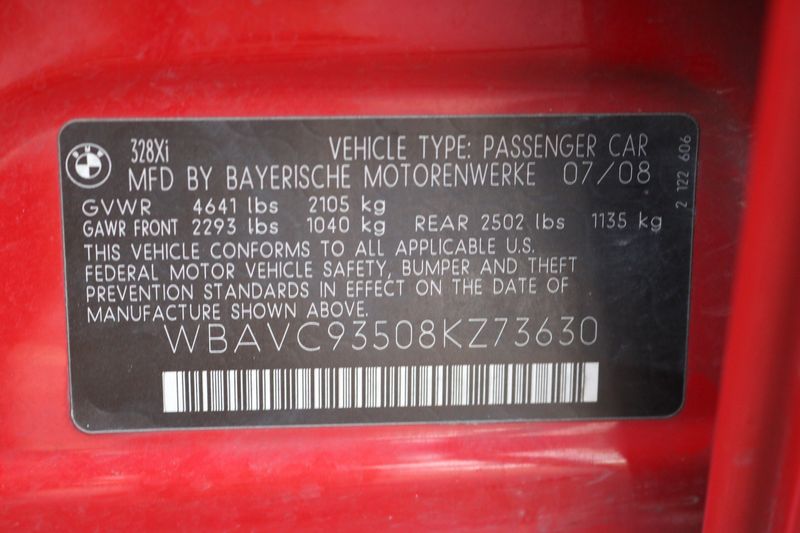 328Xi VEHICLE TYPE: PASSENGER CAR
MFD BY BAYERISCHE MOTORENWERKE 07/08
GVWR 4641 lbs 2105 kg
GAWR FRONT 2293 lbs 1040 kg REAR 2502 lbs 1135 kg
THIS VEHICLE CONFORMS TO ALL APPLICABLE U.S.
FEDERAL MOTOR VEHICLE SAFETY, BUMPER AND THEFT
PREVENTION STANDARDS IN EFFECT ON THE DATE OF
MANUFACTURE SHOWN ABOVE.
WBAVC93508KZ73630
2 122 606
BMW